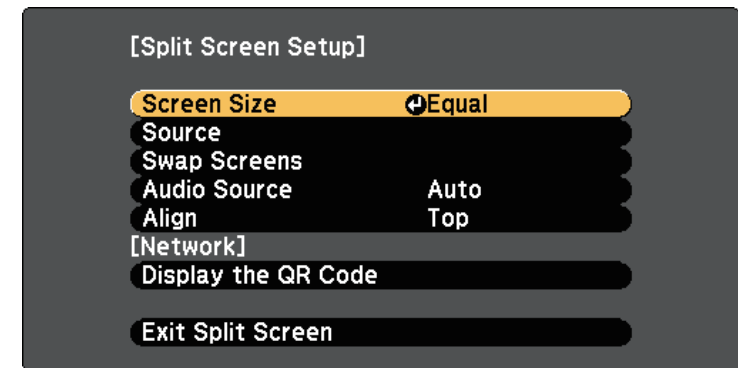 [Split Screen Setup]
Screen Size Equal
Source
Swap Screens
Audio Source Auto
Align Top
[Network]
Display the QR Code
Exit Split Screen